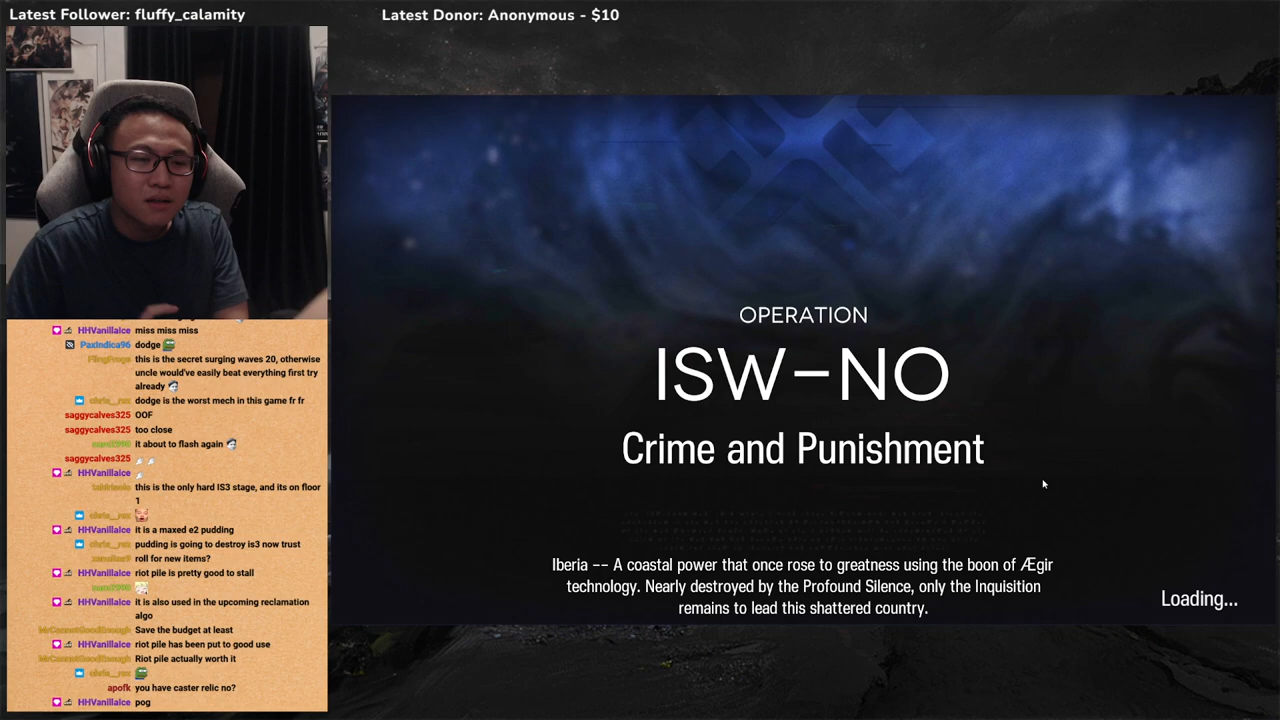 Latest Follower: fluffy_calamity
Latest Donor: Anonymous - $10
HHVanillaIce miss miss miss
PaxIndica96 dodge
FlingFrogs this is the secret surging waves 20, otherwise
uncle would've easily beat everything first try
already
dodge is the worst mech in this game fr fr
saggycalves325 OOF
saggycalves325 too close
it about to flash again
saggycalves325
HHVanillaIce
this is the only hard IS3 stage, and its on floor
1
HHVanillaIce it is a maxed e2 pudding
pudding is going to destroy is3 now trust
roll for new items?
HHVanillaIce riot pile is pretty good to stall
HHVanillaIce it is also used in the upcoming reclamation
algo
MrCannotGoodEnough Save the budget at least
HHVanillaIce riot pile has been put to good use
MrCannotGoodEnough Riot pile actually worth it
apofk you have caster relic no?
HHVanillaIce pog
OPERATION
ISW-NO
Crime and Punishment
Iberia –– A coastal power that once rose to greatness using the boon of Ægir
technology. Nearly destroyed by the Profound Silence, only the Inquisition
remains to lead this shattered country.
Loading...